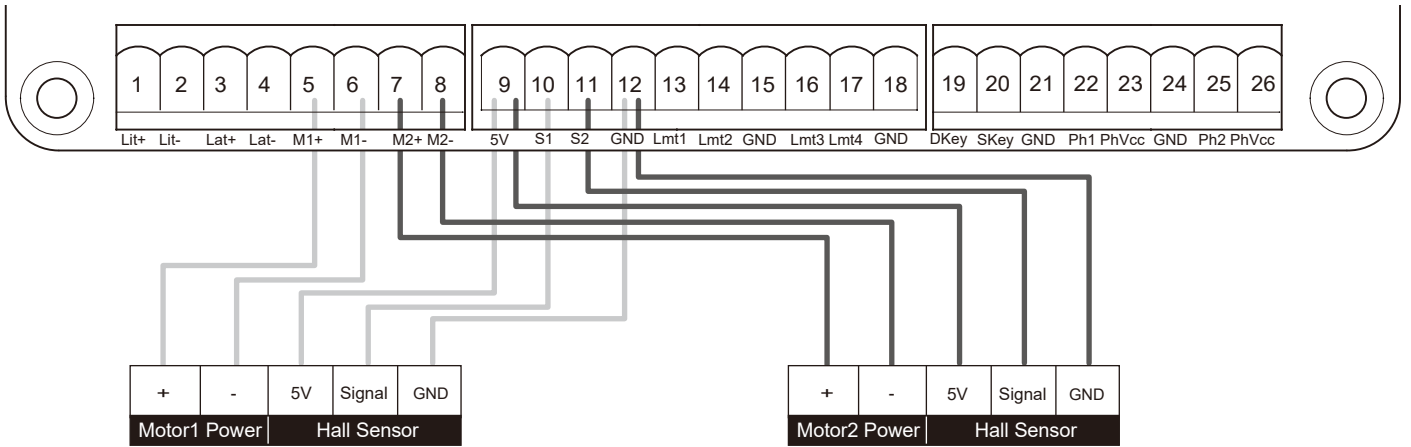 1 2 3 4 5 6 7 8 9 10 11 12 13 14 15 16 17 18 19 20 21 22 23 24 25 26
Lit+ Lit- Lat+ Lat- M1+ M1- M2+ M2- 5V S1 S2 GND Lmt1 Lmt2 GND Lmt3 Lmt4 GND DKey SKey GND Ph1 PhVcc GND Ph2 PhVcc
+ - 5V Signal GND + - 5V Signal GND
Motor1 Power Hall Sensor Motor2 Power Hall Sensor